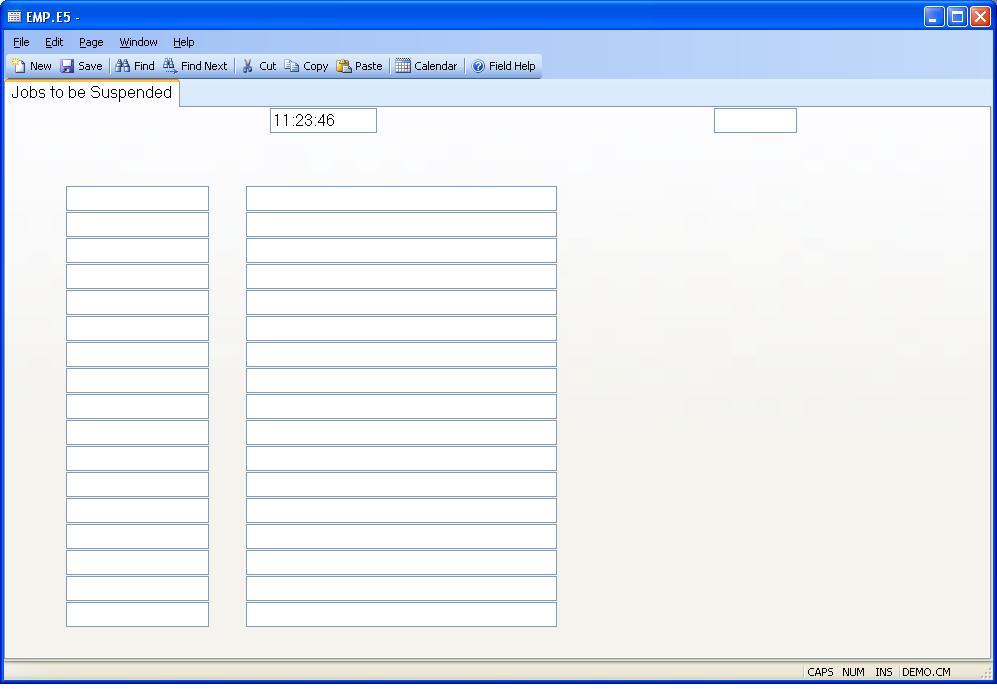 EMP.E5 -
File Edit Page Window Help
New Save Find Find Next Cut Copy Paste Calendar Field Help
Jobs to be Suspended
11:23:46
CAPS NUM INS DEMO.CM